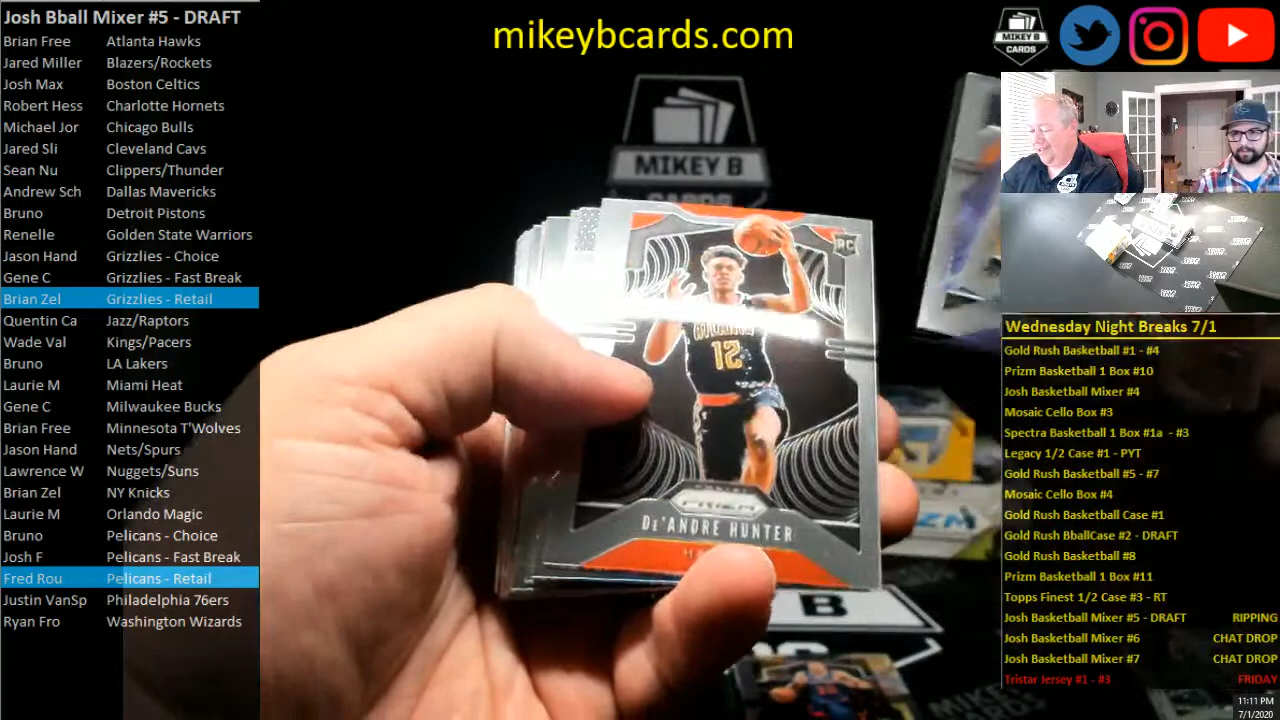 Josh Bball Mixer #5 - DRAFT
Brian Free Atlanta Hawks
Jared Miller Blazers/Rockets
Josh Max Boston Celtics
Robert Hess Charlotte Hornets
Michael Jor Chicago Bulls
Jared Sli Cleveland Cavs
Sean Nu Clippers/Thunder
Andrew Sch Dallas Mavericks
Bruno Detroit Pistons
Renelle Golden State Warriors
Jason Hand Grizzlies - Choice
Gene C Grizzlies - Fast Break
Brian Zel Grizzlies - Retail
Quentin Ca Jazz/Raptors
Wade Val Kings/Pacers
Bruno LA Lakers
Laurie M Miami Heat
Gene C Milwaukee Bucks
Brian Free Minnesota T'Wolves
Jason Hand Nets/Spurs
Lawrence W Nuggets/Suns
Brian Zel NY Knicks
Laurie M Orlando Magic
Bruno Pelicans - Choice
Josh F Pelicans - Fast Break
Fred Rou Pelicans - Retail
Justin VanSp Philadelphia 76ers
Ryan Fro Washington Wizards
mikeybcards.com
MIKEY B
CARDS
RC
12
PRIZM
DE'ANDRE HUNTER
B
MIKEY B
CARDS
Wednesday Night Breaks 7/1
Gold Rush Basketball #1 - #4
Prizm Basketball 1 Box #10
Josh Basketball Mixer #4
Mosaic Cello Box #3
Spectra Basketball 1 Box #1a - #3
Legacy 1/2 Case #1 - PYT
Gold Rush Basketball #5 - #7
Mosaic Cello Box #4
Gold Rush Basketball Case #1
Gold Rush BballCase #2 - DRAFT
Gold Rush Basketball #8
Prizm Basketball 1 Box #11
Topps Finest 1/2 Case #3 - RT
Josh Basketball Mixer #5 - DRAFT RIPPING
Josh Basketball Mixer #6 CHAT DROP
Josh Basketball Mixer #7 CHAT DROP
Tristar Jersey #1 - #3 FRIDAY
11:11 PM
7/1/2020